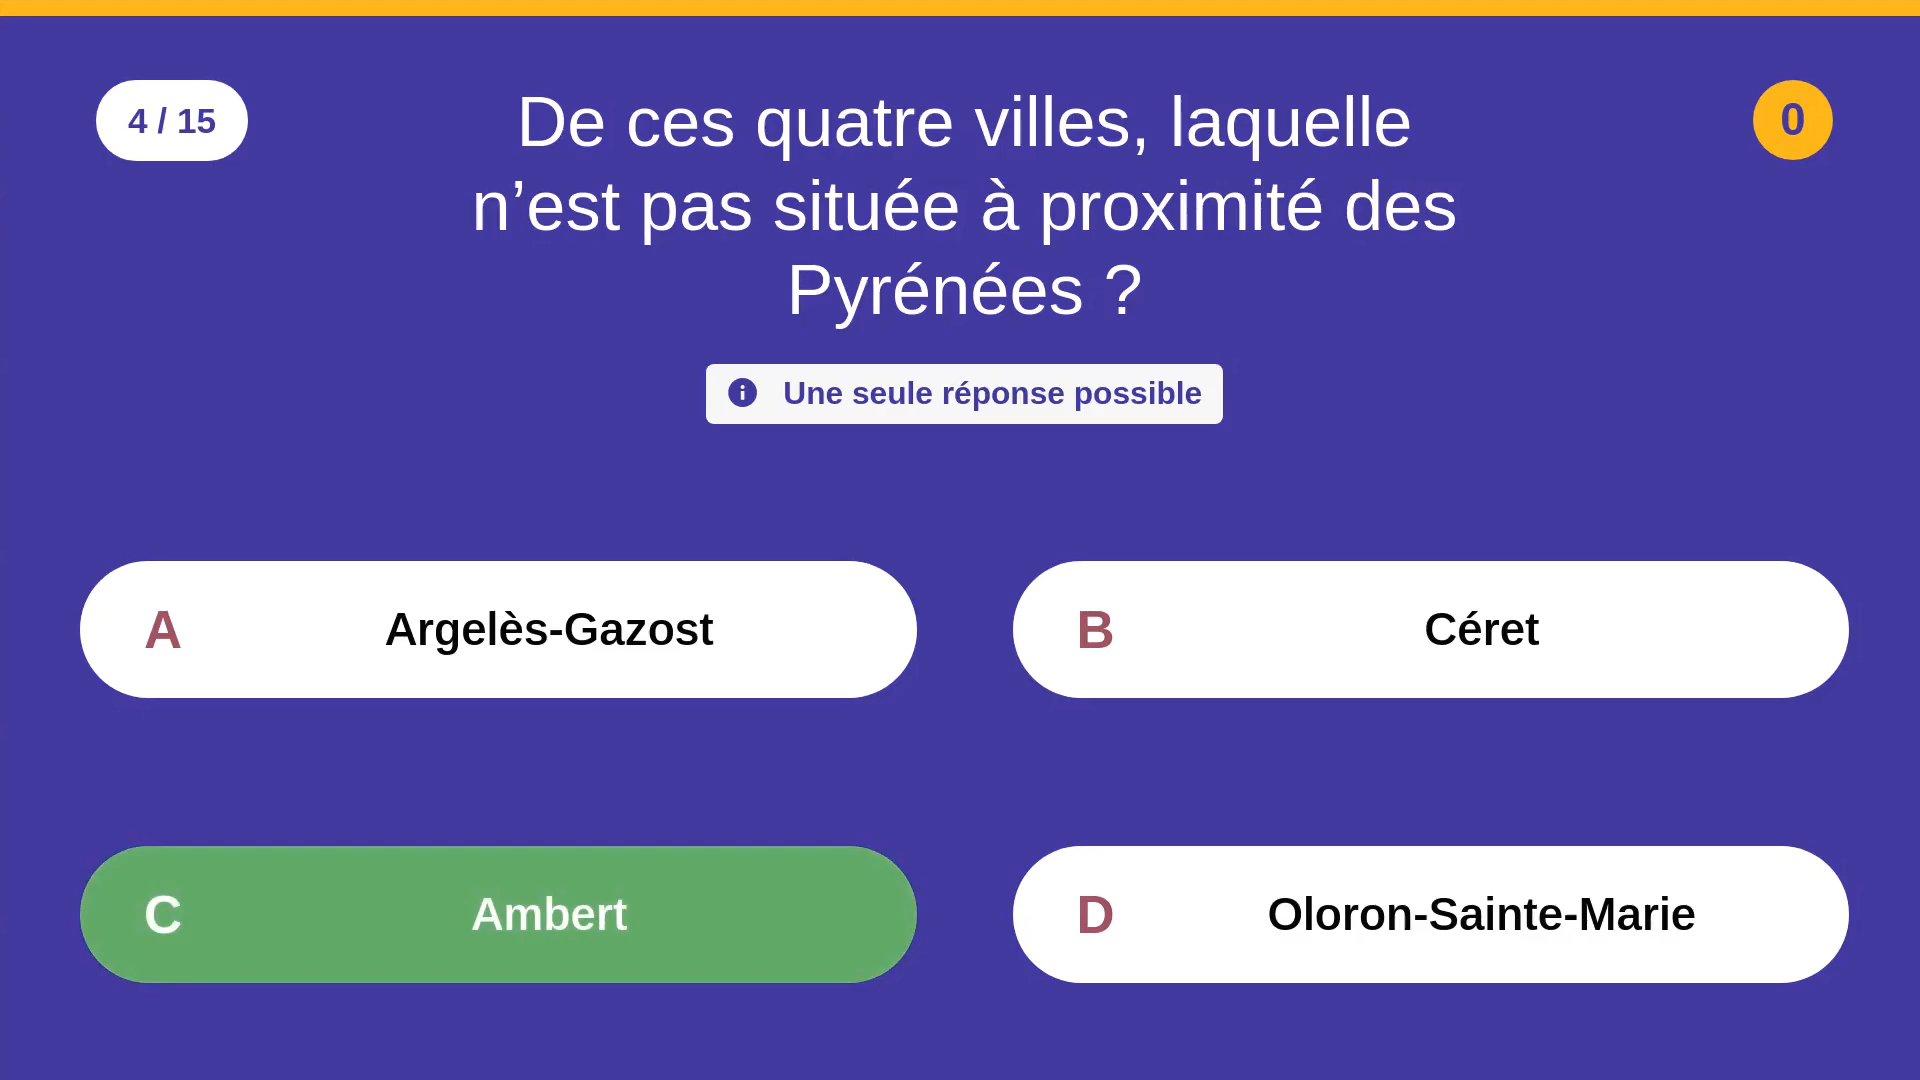 4 / 15
De ces quatre villes, laquelle
n’est pas située à proximité des
Pyrénées ?
0
Une seule réponse possible
A Argelès-Gazost
B Céret
C Ambert
D Oloron-Sainte-Marie